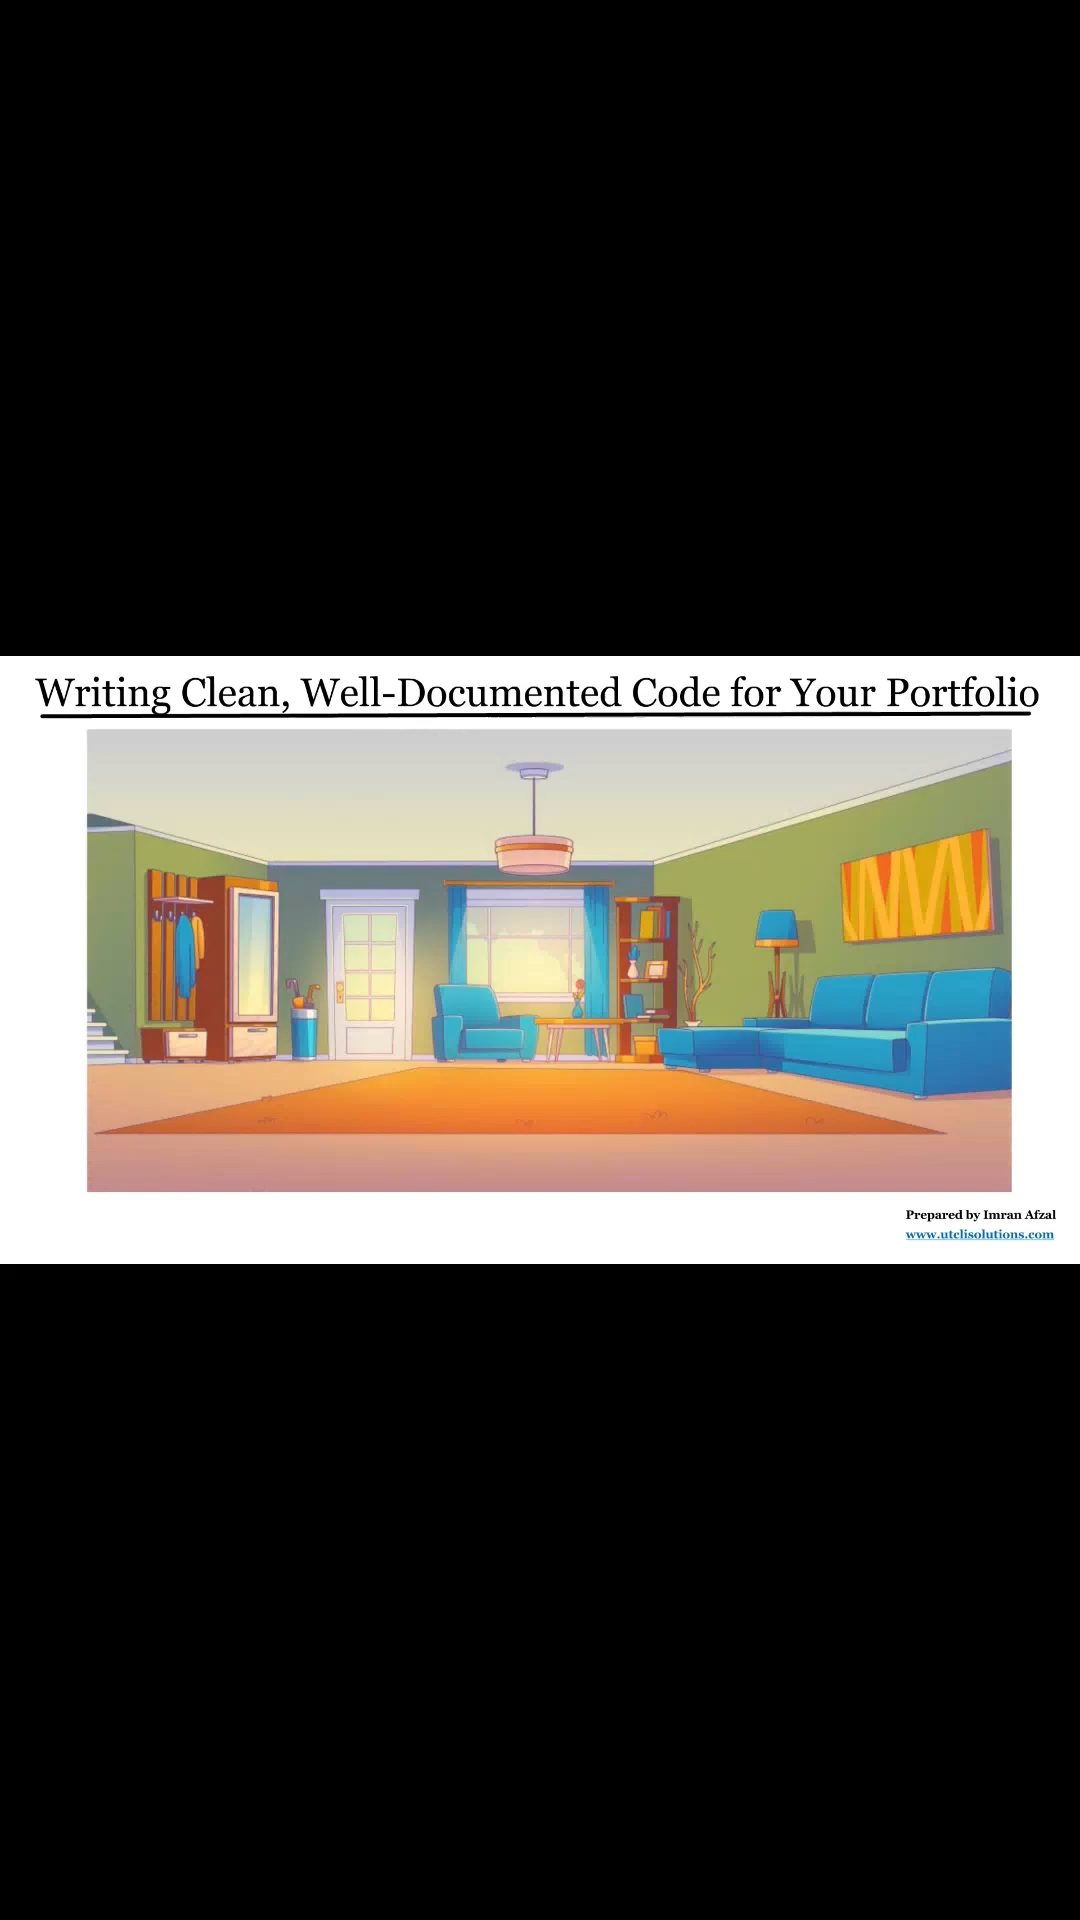 Writing Clean, Well-Documented Code for Your Portfolio
Prepared by Imran Afzal
www.utclisolutions.com